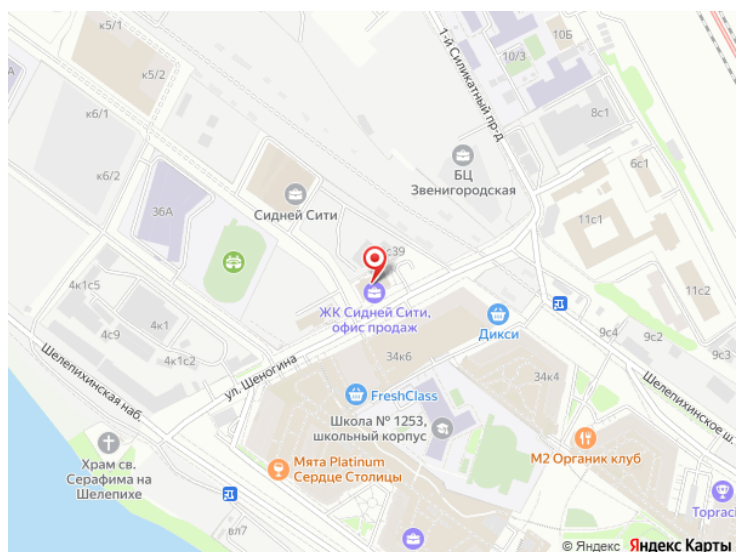 к5/1
10Б
10/3
1-й Силикатный пр-д
к5/2
36А
к6/1
8с1
БЦ
Звенигородская
6с1
к6/2
36А
Сидней Сити
11с1
с39
4к1с5
11с2
ЖК Сидней Сити,
офис продаж
Дикси
4к1
4с9
9с4
9с2
9с3
4к1с2
34к6
34к4
ул. Шеногина
Шелепихинская наб.
Шелепихинское ш.
FreshClass
Школа № 1253,
школьный корпус
М2 Органик клуб
Храм св.
Серафима на
Шелепихе
Мята Platinum
Сердце Столицы
Topraci
вл7
© Яндекс Яндекс Карты